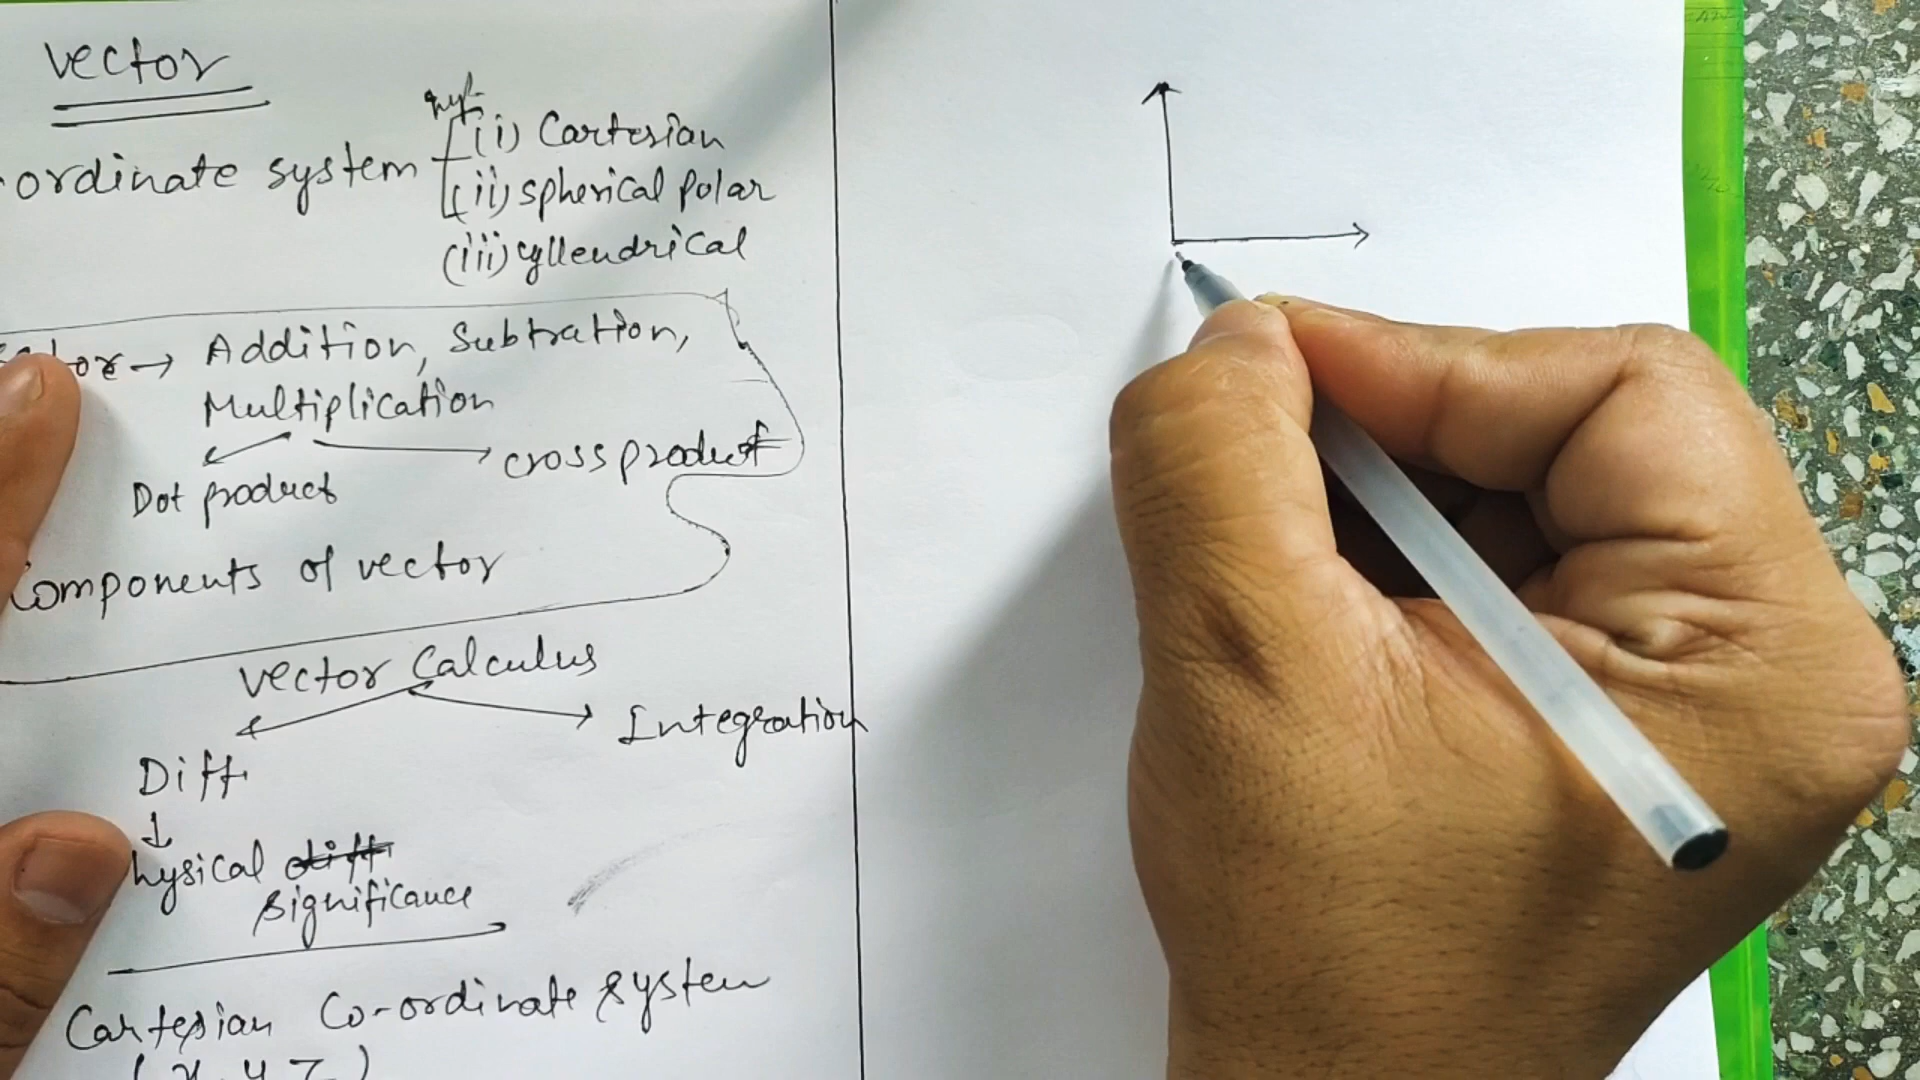 vector
ordinate system
(i) Cartesian
(ii) spherical polar
(iii) cyllendrical
→ Addition, Subtration,
Multiplication
Dot product
cross product
Components of vector
vector Calculus
Diff.
Integration
hysical
significance
Cartesian Co-ordinate system
(x, y, z)